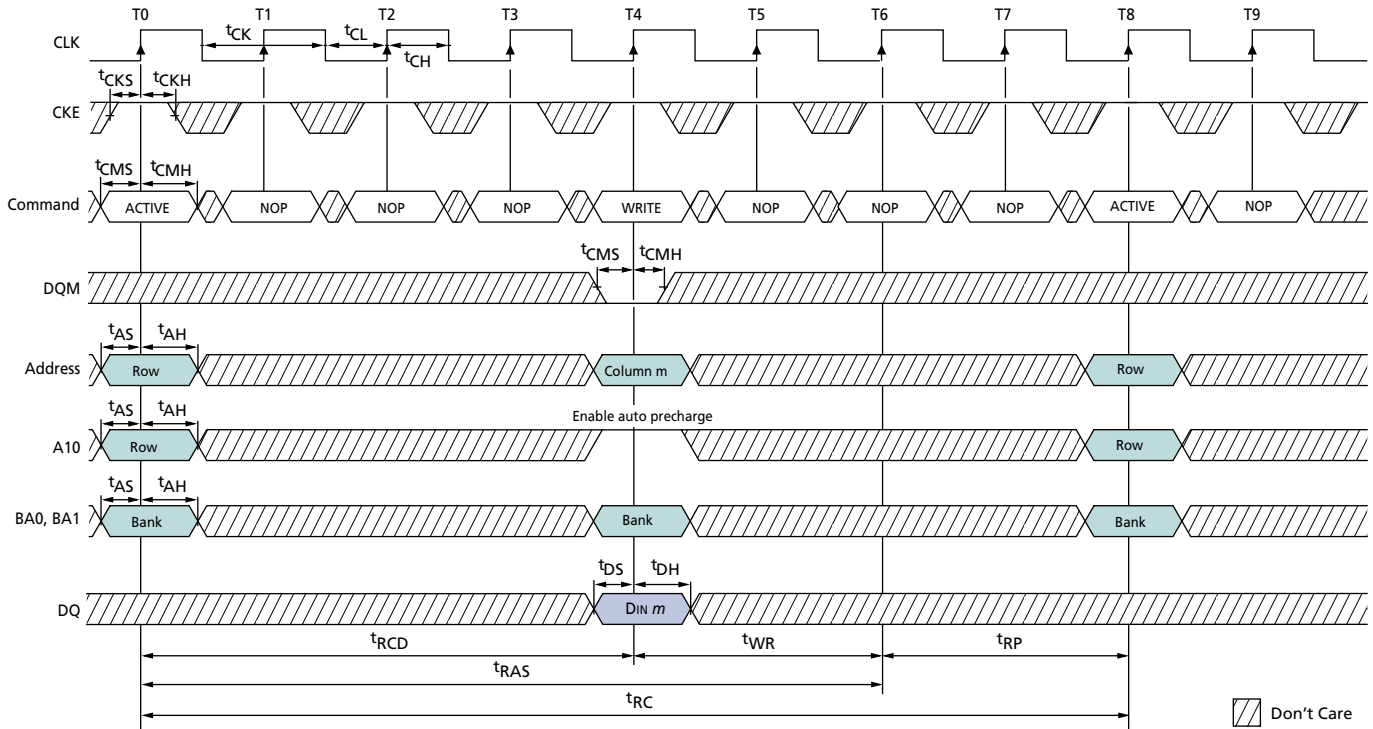 T0 T1 T2 T3 T4 T5 T6 T7 T8 T9
CLK
tCK tCL
tCH
tCKS tCKH
CKE
tCMS tCMH
Command ACTIVE NOP NOP NOP WRITE NOP NOP NOP ACTIVE NOP
tCMS tCMH
DQM
tAS tAH
Address Row Column m Row
tAS tAH
Enable auto precharge
A10 Row Row
tAS tAH
BA0, BA1 Bank Bank Bank
tDS tDH
DQ DIN m
tRCD tWR tRP
tRAS
tRC
Don't Care